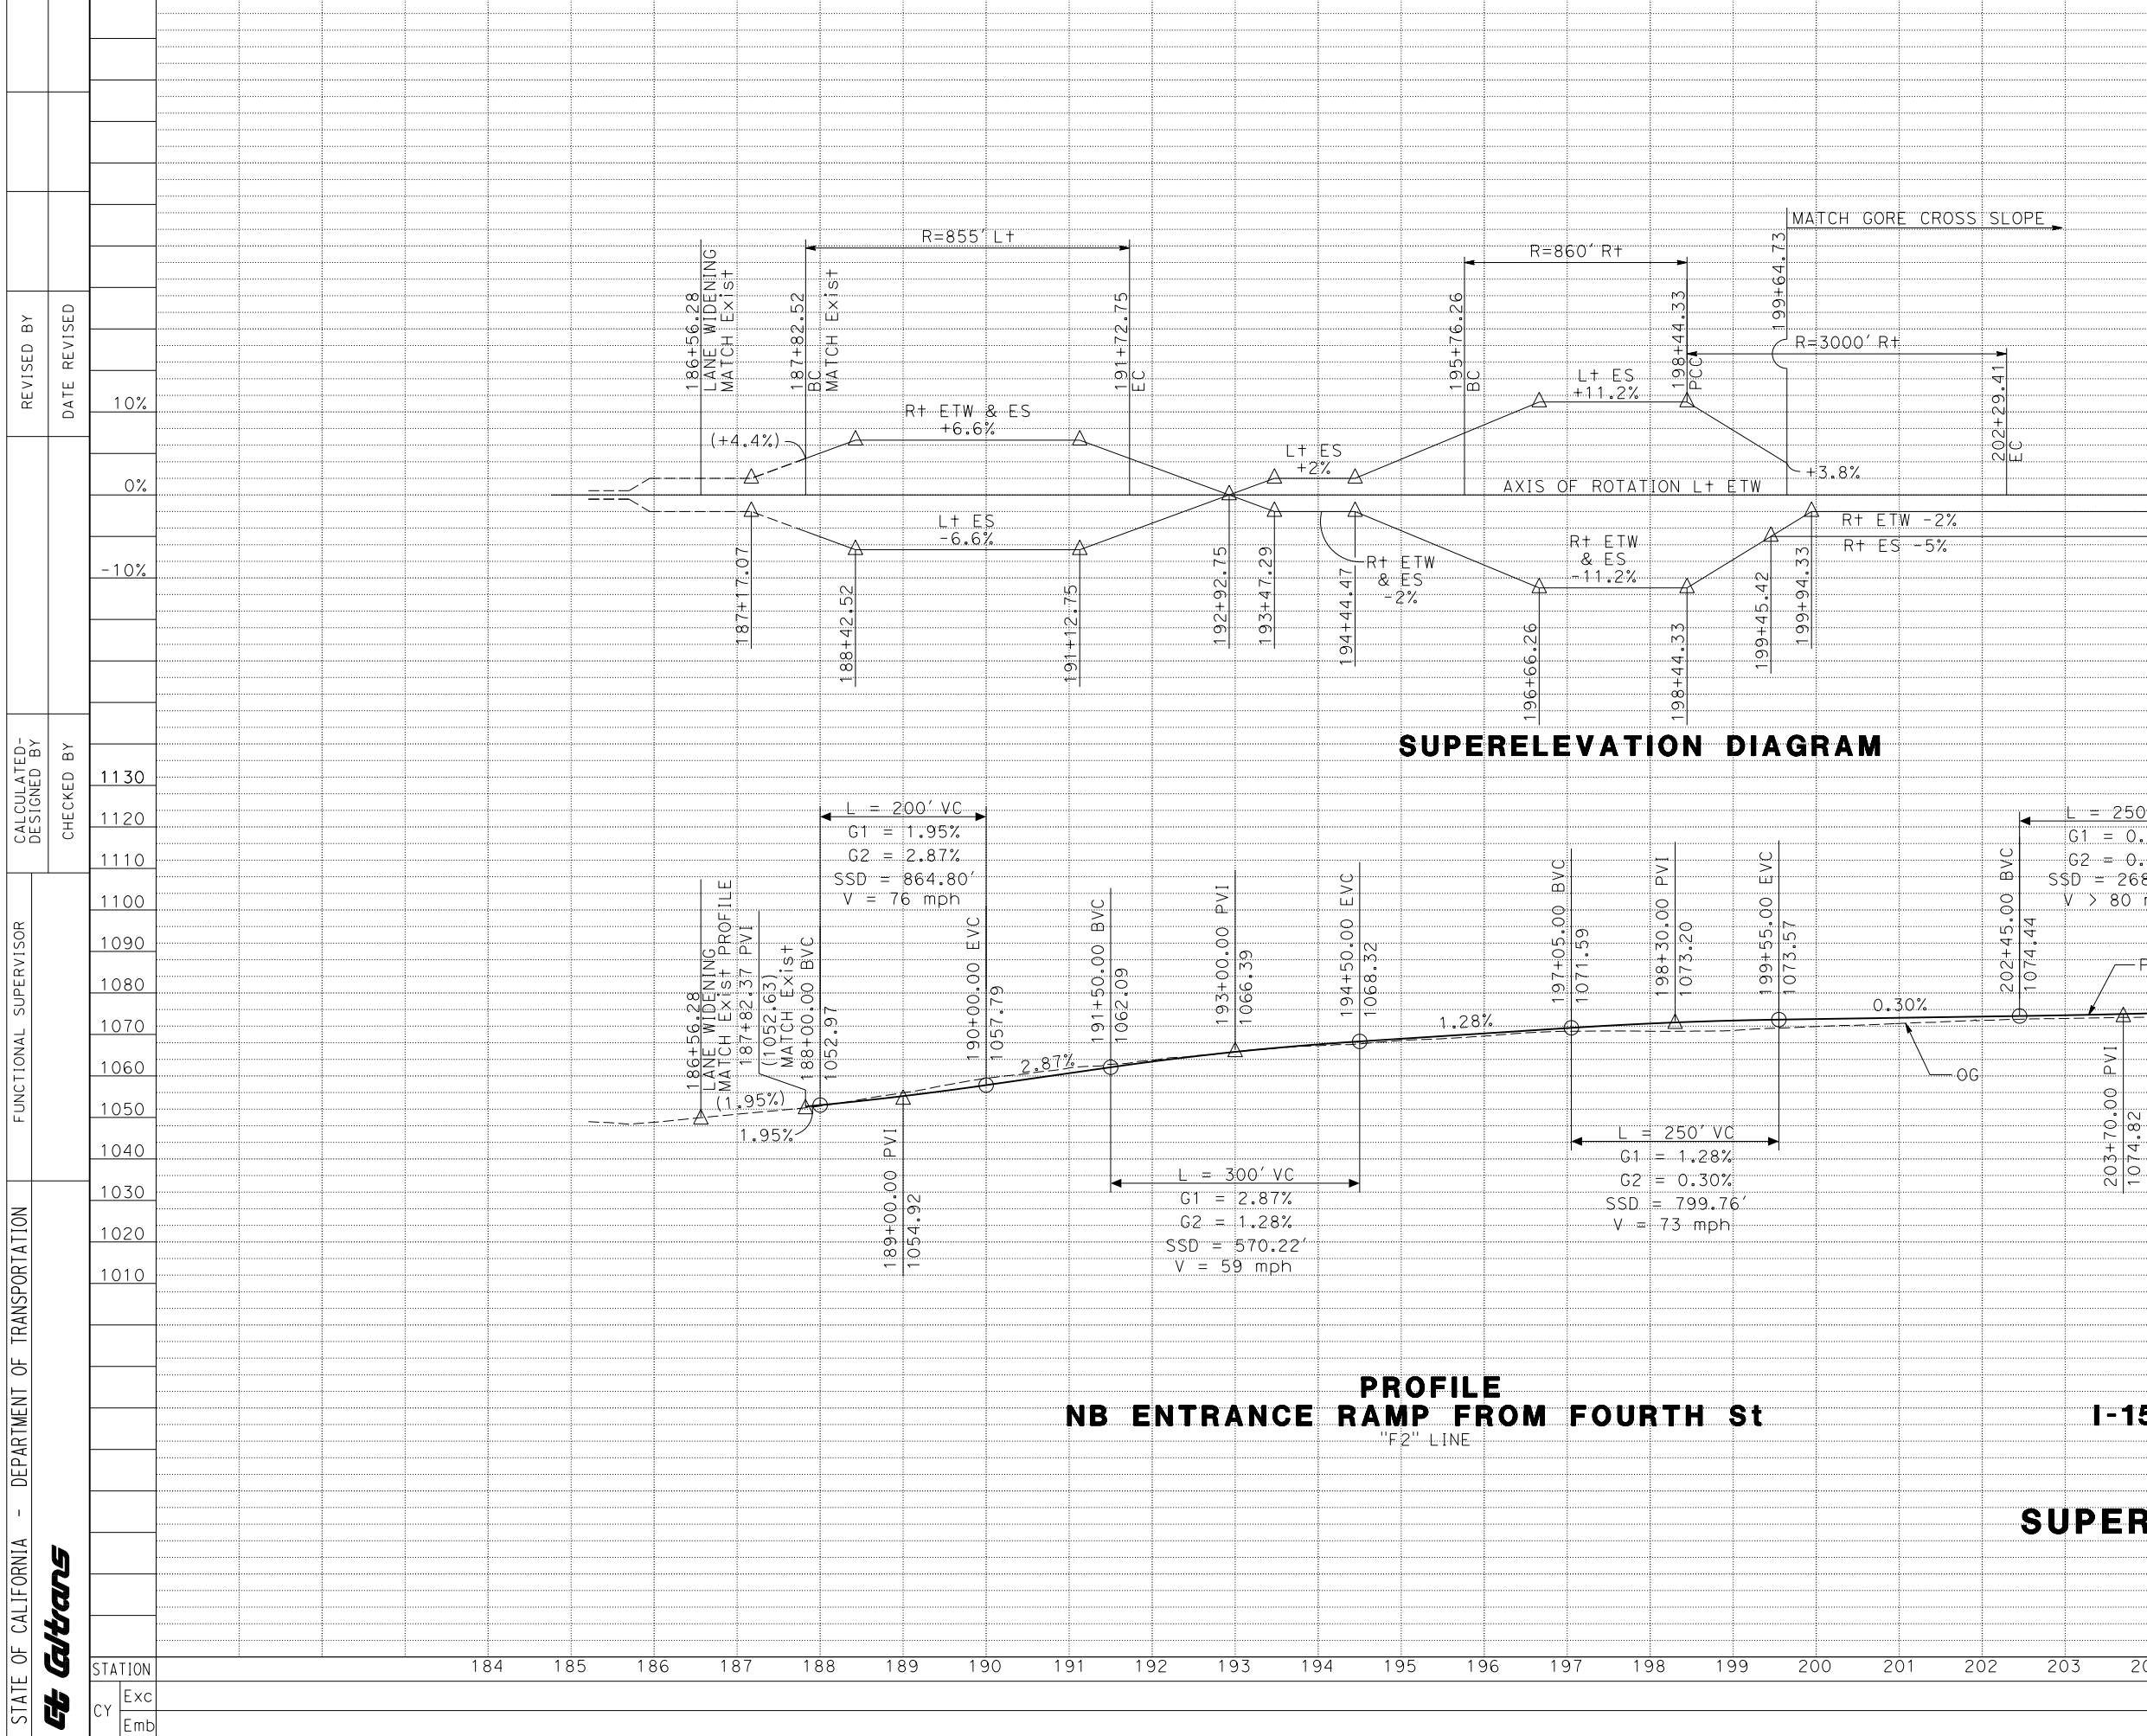 REVISED BY
DATE REVISED
CALCULATED-
DESIGNED BY
CHECKED BY
FUNCTIONAL SUPERVISOR
STATE OF CALIFORNIA - DEPARTMENT OF TRANSPORTATION
Caltrans
10%
0%
-10%
186+56.28
LANE WIDENING
MATCH Exist
187+82.52
BC
MATCH Exist
R=855' Lt
191+72.75
EC
195+76.26
BC
R=860' Rt
198+44.33
PCC
199+64.73
MATCH GORE CROSS SLOPE
R=3000' Rt
202+29.41
EC
(+4.4%)
Rt ETW & ES
+6.6%
Lt ES
-6.6%
Lt ES
+2%
Lt ES
+11.2%
+3.8%
AXIS OF ROTATION Lt ETW
Rt ETW -2%
Rt ES -5%
Rt ETW
& ES
-2%
Rt ETW
& ES
-11.2%
187+17.07
188+42.52
191+12.75
192+92.75
193+47.29
194+44.47
196+66.26
198+44.33
199+45.42
199+94.33
SUPERELEVATION DIAGRAM
1130
1120
1110
1100
1090
1080
1070
1060
1050
1040
1030
1020
1010
L = 200' VC
G1 = 1.95%
G2 = 2.87%
SSD = 864.80'
V = 76 mph
186+56.28
LANE WIDENING
MATCH Exist PROFILE
187+82.37 PVI
(1052.63)
MATCH Exist
188+00.00 BVC
1052.97
(1.95%)
1.95%
189+00.00 PVI
1054.92
190+00.00 EVC
1057.79
2.87%
191+50.00 BVC
1062.09
193+00.00 PVI
1066.39
194+50.00 EVC
1068.32
L = 300' VC
G1 = 2.87%
G2 = 1.28%
SSD = 570.22'
V = 59 mph
1.28%
197+05.00 BVC
1071.59
198+30.00 PVI
1073.20
199+55.00 EVC
1073.57
L = 250' VC
G1 = 1.28%
G2 = 0.30%
SSD = 799.76'
V = 73 mph
0.30%
OG
202+45.00 BVC
1074.44
L = 250
G1 = 0.
G2 = 0.
SSD = 268
V > 80
P
203+70.00 PVI
1074.82
PROFILE
NB ENTRANCE RAMP FROM FOURTH St
"F2" LINE
I-15
SUPER
STATION
184 185 186 187 188 189 190 191 192 193 194 195 196 197 198 199 200 201 202 203 20
CY
Exc
Emb